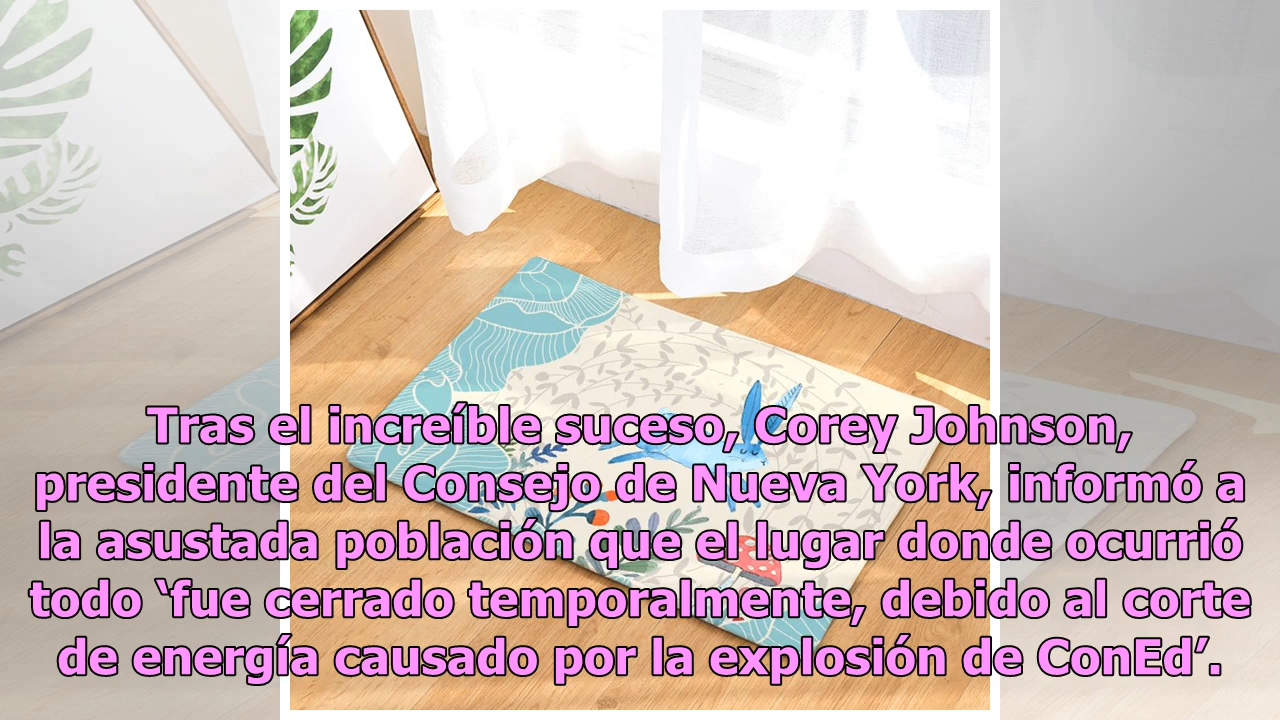 Tras el increíble suceso, Corey Johnson,
presidente del Consejo de Nueva York, informó a
la asustada población que el lugar donde ocurrió
todo ‘fue cerrado temporalmente, debido al corte
de energía causado por la explosión de ConEd’.